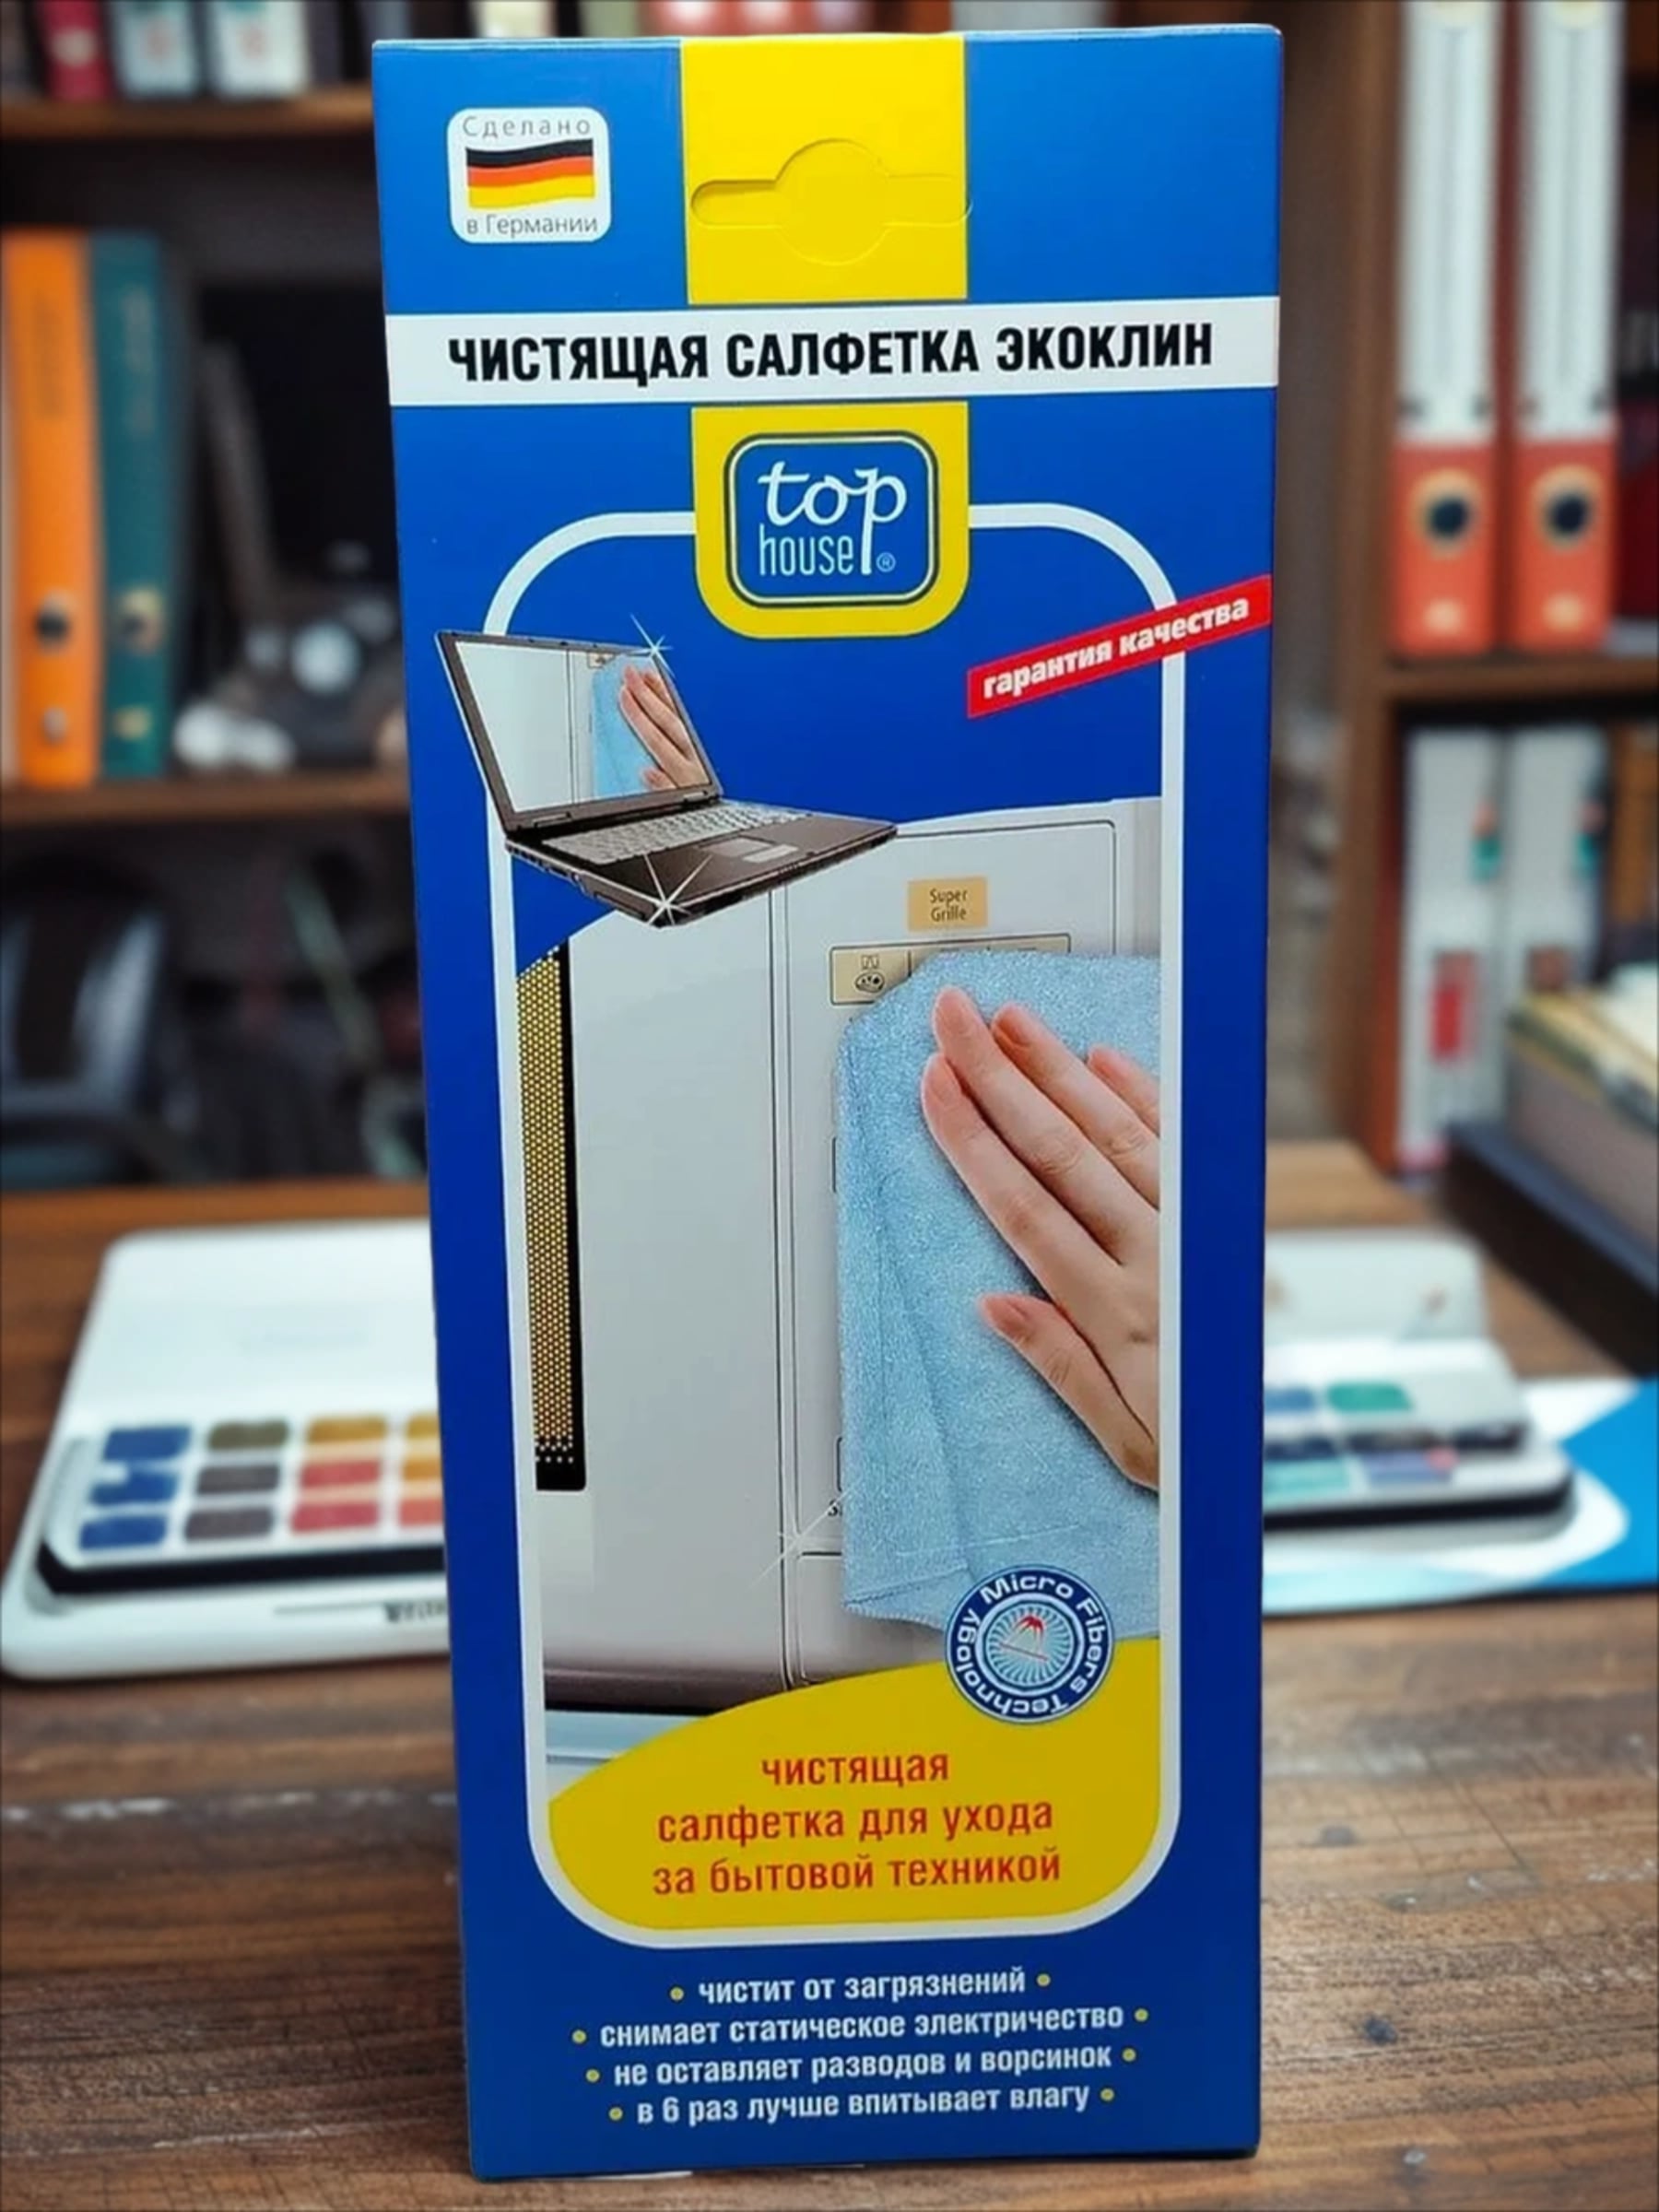 Сделано
в Германии
ЧИСТЯЩАЯ САЛФЕТКА ЭКОКЛИН
top
house®
гарантия качества
Super
Grille
Micro Fibers Technology
чистящая
салфетка для ухода
за бытовой техникой
• чистит от загрязнений •
• снимает статическое электричество •
• не оставляет разводов и ворсинок •
• в 6 раз лучше впитывает влагу •